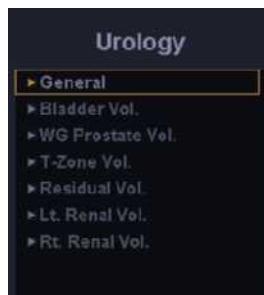 Urology
General
Bladder Vol.
WG Prostate Vol.
T-Zone Vol.
Residual Vol.
Lt. Renal Vol.
Rt. Renal Vol.